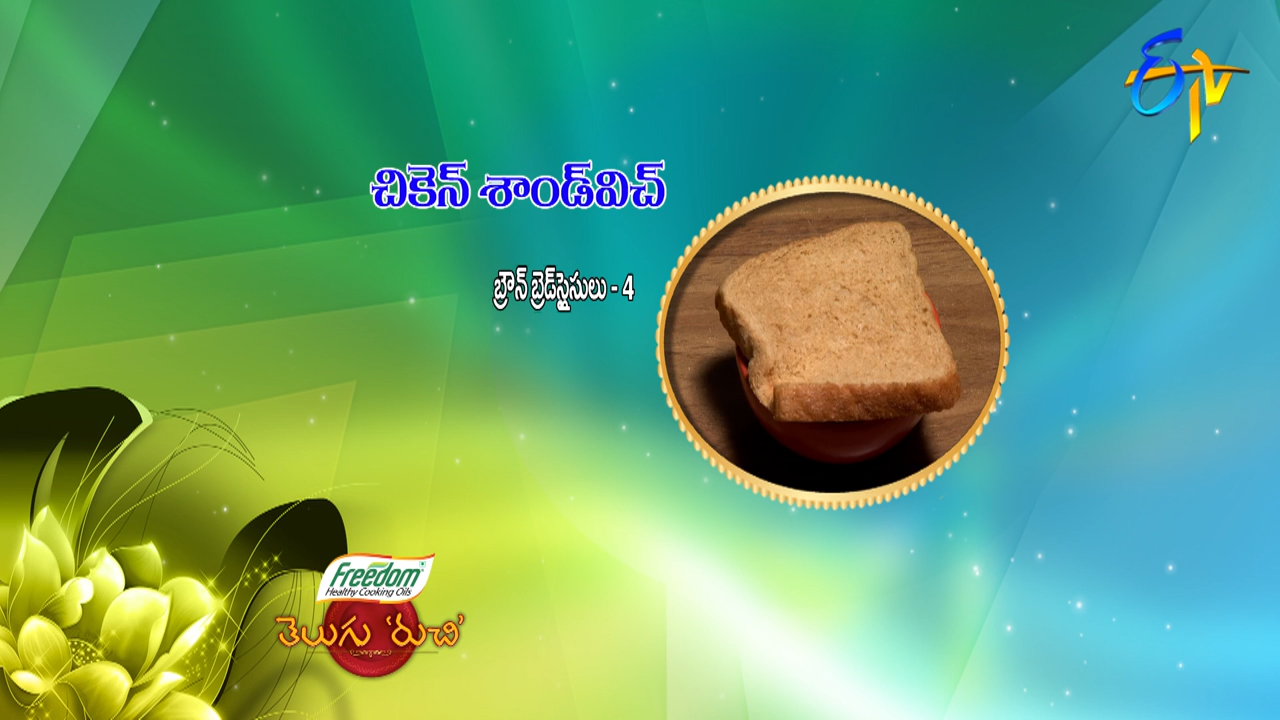 ETV
చికెన్ శాండ్‌విచ్
బ్రౌన్ బ్రెడ్‌స్లైసులు - 4
Freedom
Healthy Cooking Oils
తెలుగు 'రుచి'